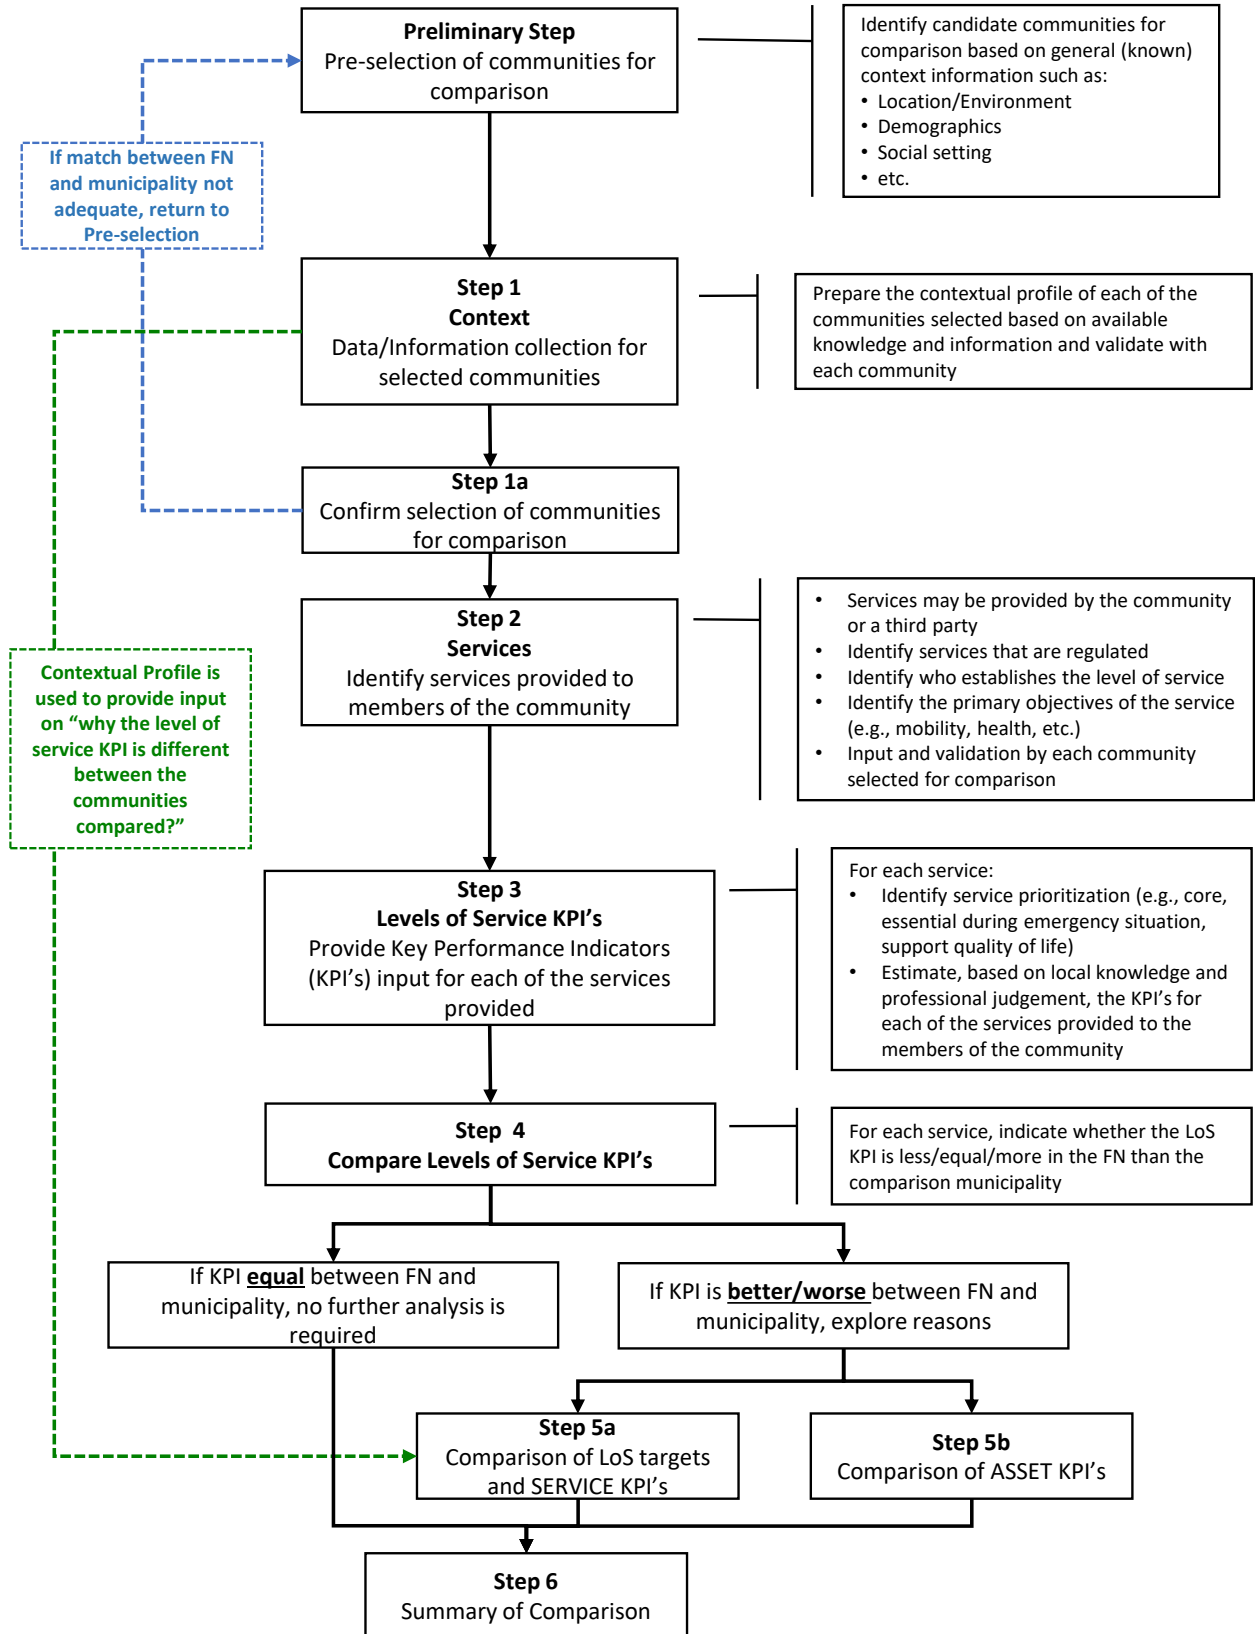 Preliminary Step
Pre-selection of communities for
comparison
Identify candidate communities for
comparison based on general (known)
context information such as:
• Location/Environment
• Demographics
• Social setting
• etc.
If match between FN
and municipality not
adequate, return to
Pre-selection
Step 1
Context
Data/Information collection for
selected communities
Prepare the contextual profile of each of the
communities selected based on available
knowledge and information and validate with
each community
Step 1a
Confirm selection of communities
for comparison
Step 2
Services
Identify services provided to
members of the community
• Services may be provided by the community
or a third party
• Identify services that are regulated
• Identify who establishes the level of service
• Identify the primary objectives of the service
(e.g., mobility, health, etc.)
• Input and validation by each community
selected for comparison
Contextual Profile is
used to provide input
on “why the level of
service KPI is different
between the
communities
compared?”
Step 3
Levels of Service KPI’s
Provide Key Performance Indicators
(KPI’s) input for each of the services
provided
For each service:
• Identify service prioritization (e.g., core,
essential during emergency situation,
support quality of life)
• Estimate, based on local knowledge and
professional judgement, the KPI’s for
each of the services provided to the
members of the community
Step 4
Compare Levels of Service KPI’s
For each service, indicate whether the LoS
KPI is less/equal/more in the FN than the
comparison municipality
If KPI equal between FN and
municipality, no further analysis is
required
If KPI is better/worse between FN and
municipality, explore reasons
Step 5a
Comparison of LoS targets
and SERVICE KPI’s
Step 5b
Comparison of ASSET KPI’s
Step 6
Summary of Comparison